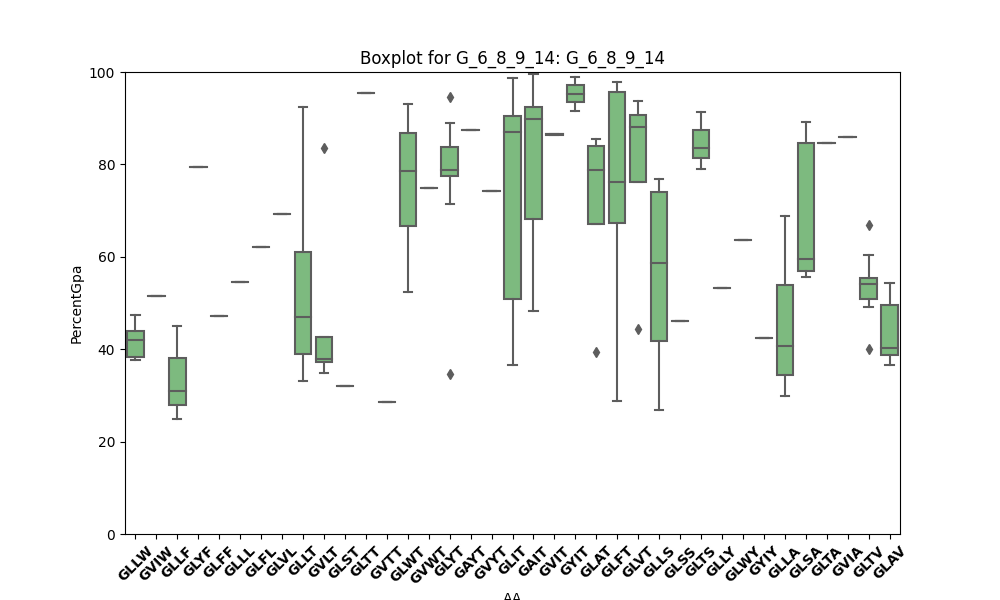 Boxplot for G_6_8_9_14: G_6_8_9_14
100
80
60
40
20
0
PercentGpa
GLLW GVIW GLLF GLYF GLFF GLLL GLFL GLVL GLLT GVLT GLST GLTT GVTT GLWT GVWT GLYT GAYT GVYT GLIT GAIT GVIT GYIT GLAT GLFT GLVT GLLS GLSS GLTS GLLY GLWY GYIY GLLA GLSA GLTA GVIA GLTV GLAV
AA